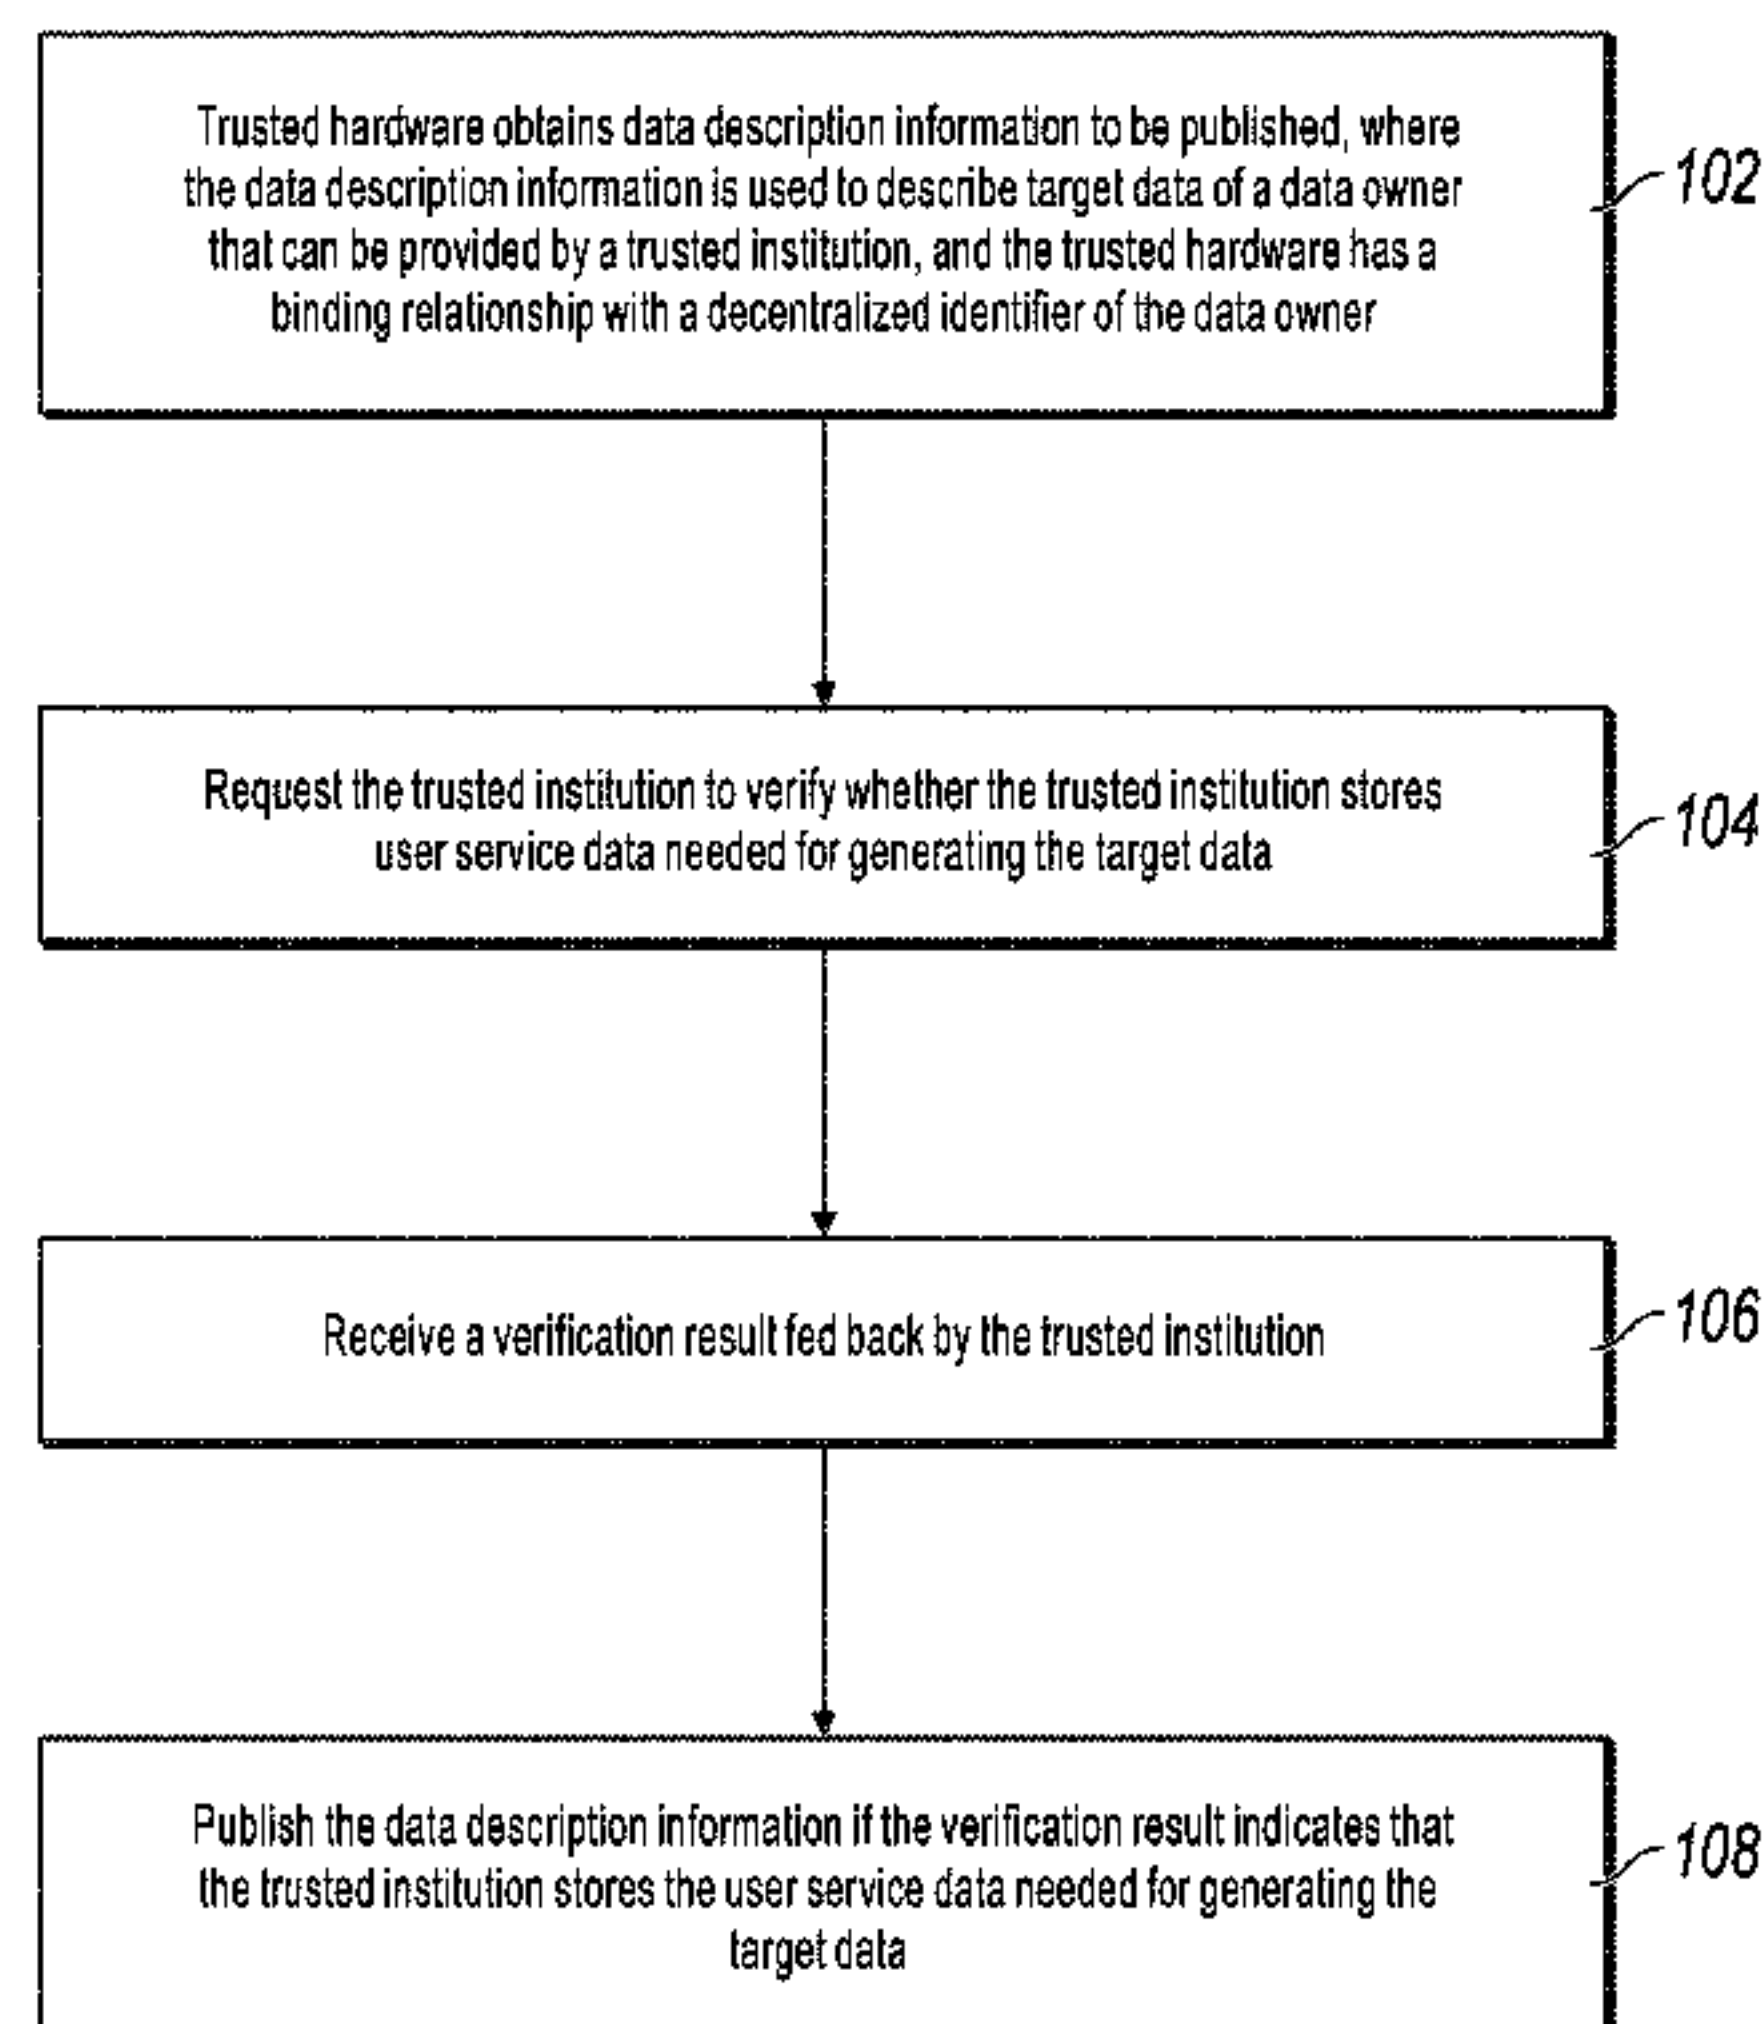 Trusted hardware obtains data description information to be published, where
the data description information is used to describe target data of a data owner
that can be provided by a trusted institution, and the trusted hardware has a
binding relationship with a decentralized identifier of the data owner
102
Request the trusted institution to verify whether the trusted institution stores
user service data needed for generating the target data
104
Receive a verification result fed back by the trusted institution
106
Publish the data description information if the verification result indicates that
the trusted institution stores the user service data needed for generating the
target data
108